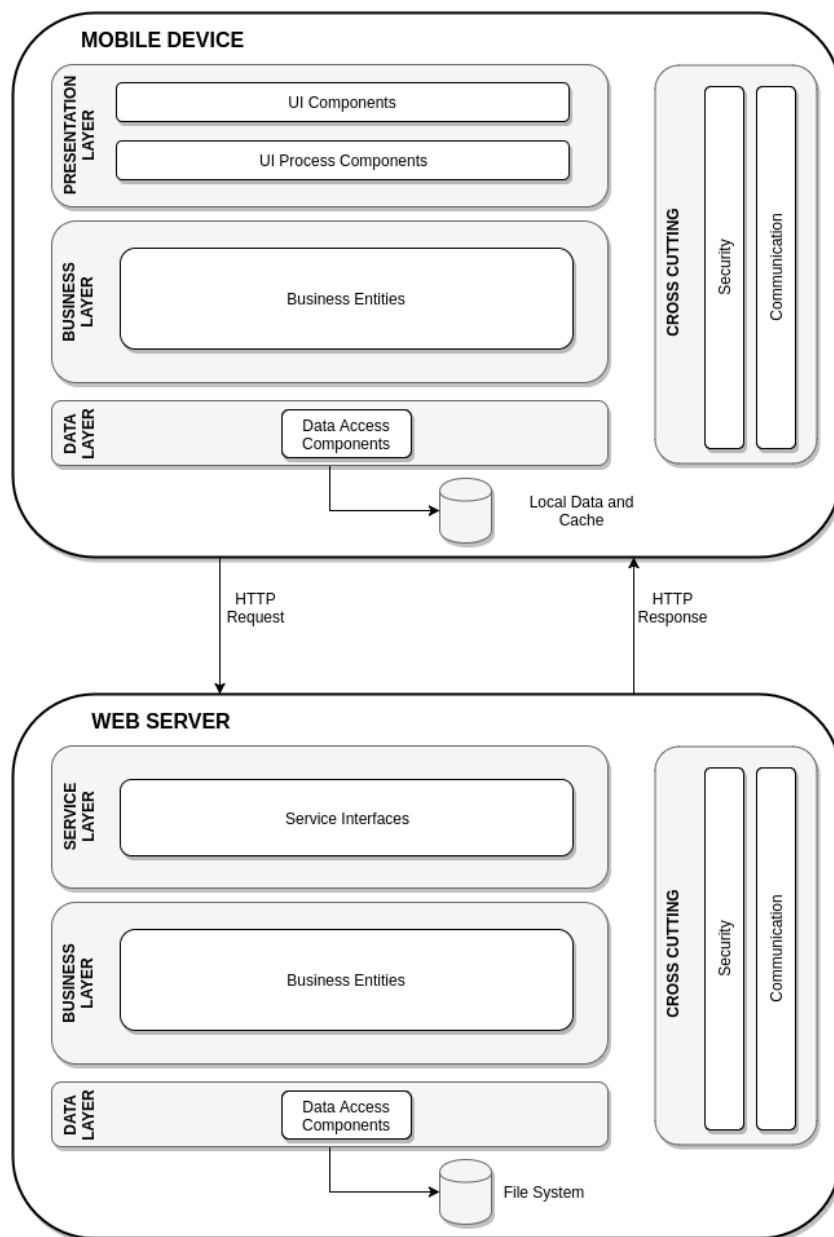 MOBILE DEVICE
PRESENTATION
LAYER
UI Components
UI Process Components
BUSINESS
LAYER
Business Entities
DATA
LAYER
Data Access
Components
Local Data and
Cache
CROSS CUTTING
Security
Communication
HTTP
Request
HTTP
Response
WEB SERVER
SERVICE
LAYER
Service Interfaces
BUSINESS
LAYER
Business Entities
DATA
LAYER
Data Access
Components
File System
CROSS CUTTING
Security
Communication